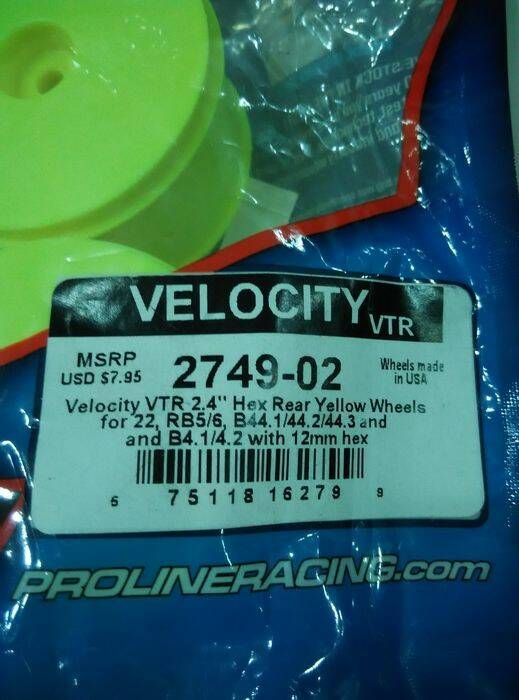 VELOCITY VTR
MSRP
USD $7.95
2749-02
Wheels made
in USA
Velocity VTR 2.4" Hex Rear Yellow Wheels
for 22, RB5/6, B44.1/44.2/44.3 and
and B4.1/4.2 with 12mm hex
6 75118 16279 9
PROLINERACING.com